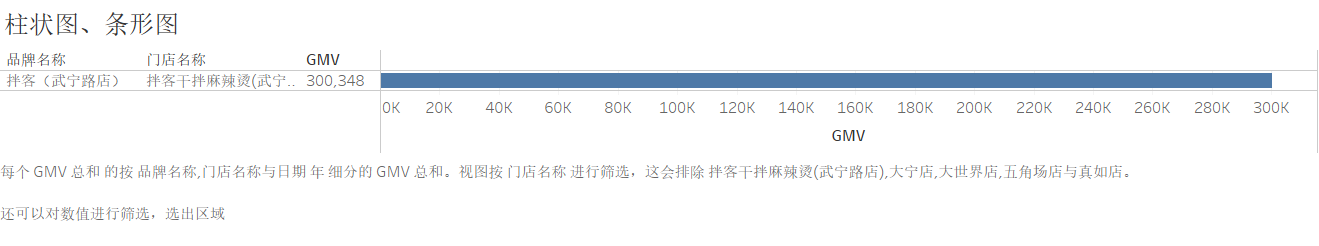 柱状图、条形图
品牌名称 门店名称 GMV
拌客（武宁路店） 拌客干拌麻辣烫(武宁.. 300,348
0K 20K 40K 60K 80K 100K 120K 140K 160K 180K 200K 220K 240K 260K 280K 300K
GMV
每个 GMV 总和 的按 品牌名称,门店名称与日期 年 细分的 GMV 总和。视图按 门店名称 进行筛选，这会排除 拌客干拌麻辣烫(武宁路店),大宁店,大世界店,五角场店与真如店。
还可以对数值进行筛选，选出区域